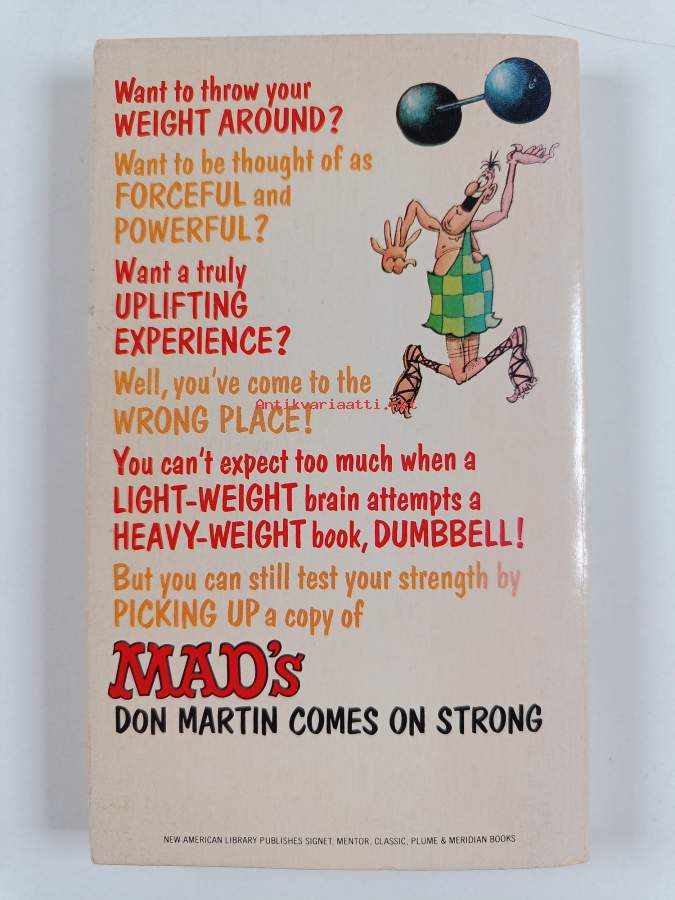 Want to throw your
WEIGHT AROUND?
Want to be thought of as
FORCEFUL and
POWERFUL?
Want a truly
UPLIFTING
EXPERIENCE?
Well, you've come to the
WRONG PLACE!
Antikvariaatti.net
You can't expect too much when a
LIGHT-WEIGHT brain attempts a
HEAVY-WEIGHT book, DUMBBELL!
But you can still test your strength by
PICKING UP a copy of
MAD's
DON MARTIN COMES ON STRONG
NEW AMERICAN LIBRARY PUBLISHES SIGNET, MENTOR, CLASSIC, PLUME & MERIDIAN BOOKS